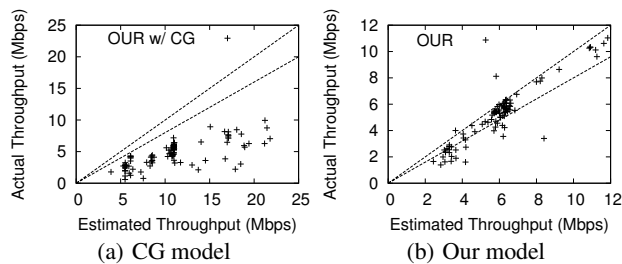 Actual Throughput (Mbps)
25
20
15
10
5
0
OUR w/ CG
0 5 10 15 20 25
Estimated Throughput (Mbps)
(a) CG model
Actual Throughput (Mbps)
12
10
8
6
4
2
0
OUR
0 2 4 6 8 10 12
Estimated Throughput (Mbps)
(b) Our model